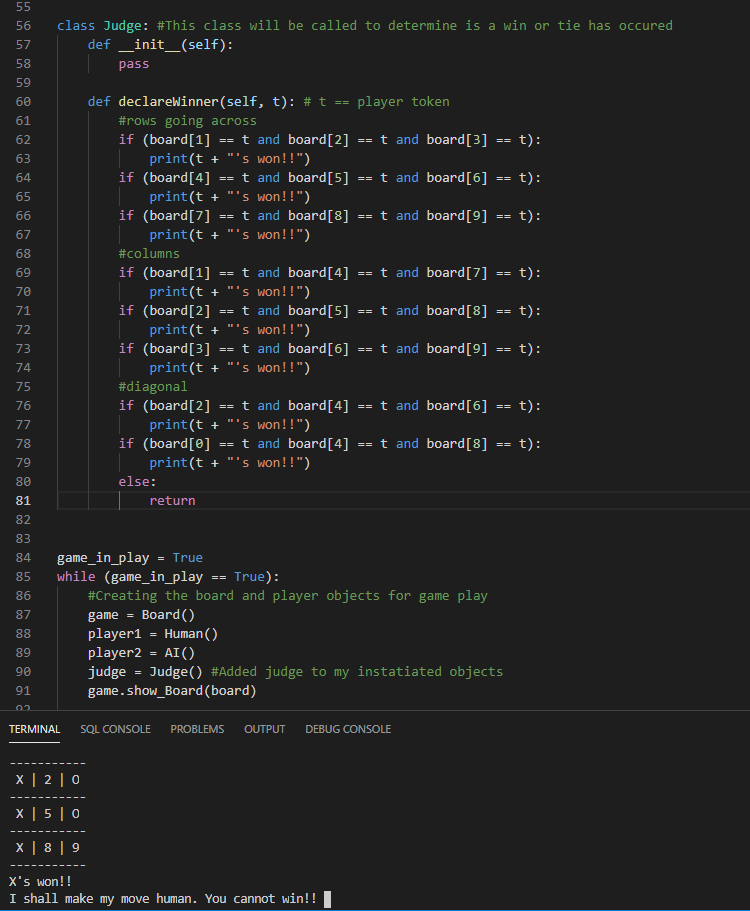 55
56 class Judge: #This class will be called to determine is a win or tie has occured
57     def __init__(self):
58         pass
59
60     def declareWinner(self, t): # t == player token
61         #rows going across
62         if (board[1] == t and board[2] == t and board[3] == t):
63             print(t + "'s won!!")
64         if (board[4] == t and board[5] == t and board[6] == t):
65             print(t + "'s won!!")
66         if (board[7] == t and board[8] == t and board[9] == t):
67             print(t + "'s won!!")
68         #columns
69         if (board[1] == t and board[4] == t and board[7] == t):
70             print(t + "'s won!!")
71         if (board[2] == t and board[5] == t and board[8] == t):
72             print(t + "'s won!!")
73         if (board[3] == t and board[6] == t and board[9] == t):
74             print(t + "'s won!!")
75         #diagonal
76         if (board[2] == t and board[4] == t and board[6] == t):
77             print(t + "'s won!!")
78         if (board[0] == t and board[4] == t and board[8] == t):
79             print(t + "'s won!!")
80         else:
81             return
82
83
84 game_in_play = True
85 while (game_in_play == True):
86     #Creating the board and player objects for game play
87     game = Board()
88     player1 = Human()
89     player2 = AI()
90     judge = Judge() #Added judge to my instatiated objects
91     game.show_Board(board)
92
TERMINAL SQL CONSOLE PROBLEMS OUTPUT DEBUG CONSOLE
-----------
X | 2 | O
-----------
X | 5 | O
-----------
X | 8 | 9
-----------
X's won!!
I shall make my move human. You cannot win!!